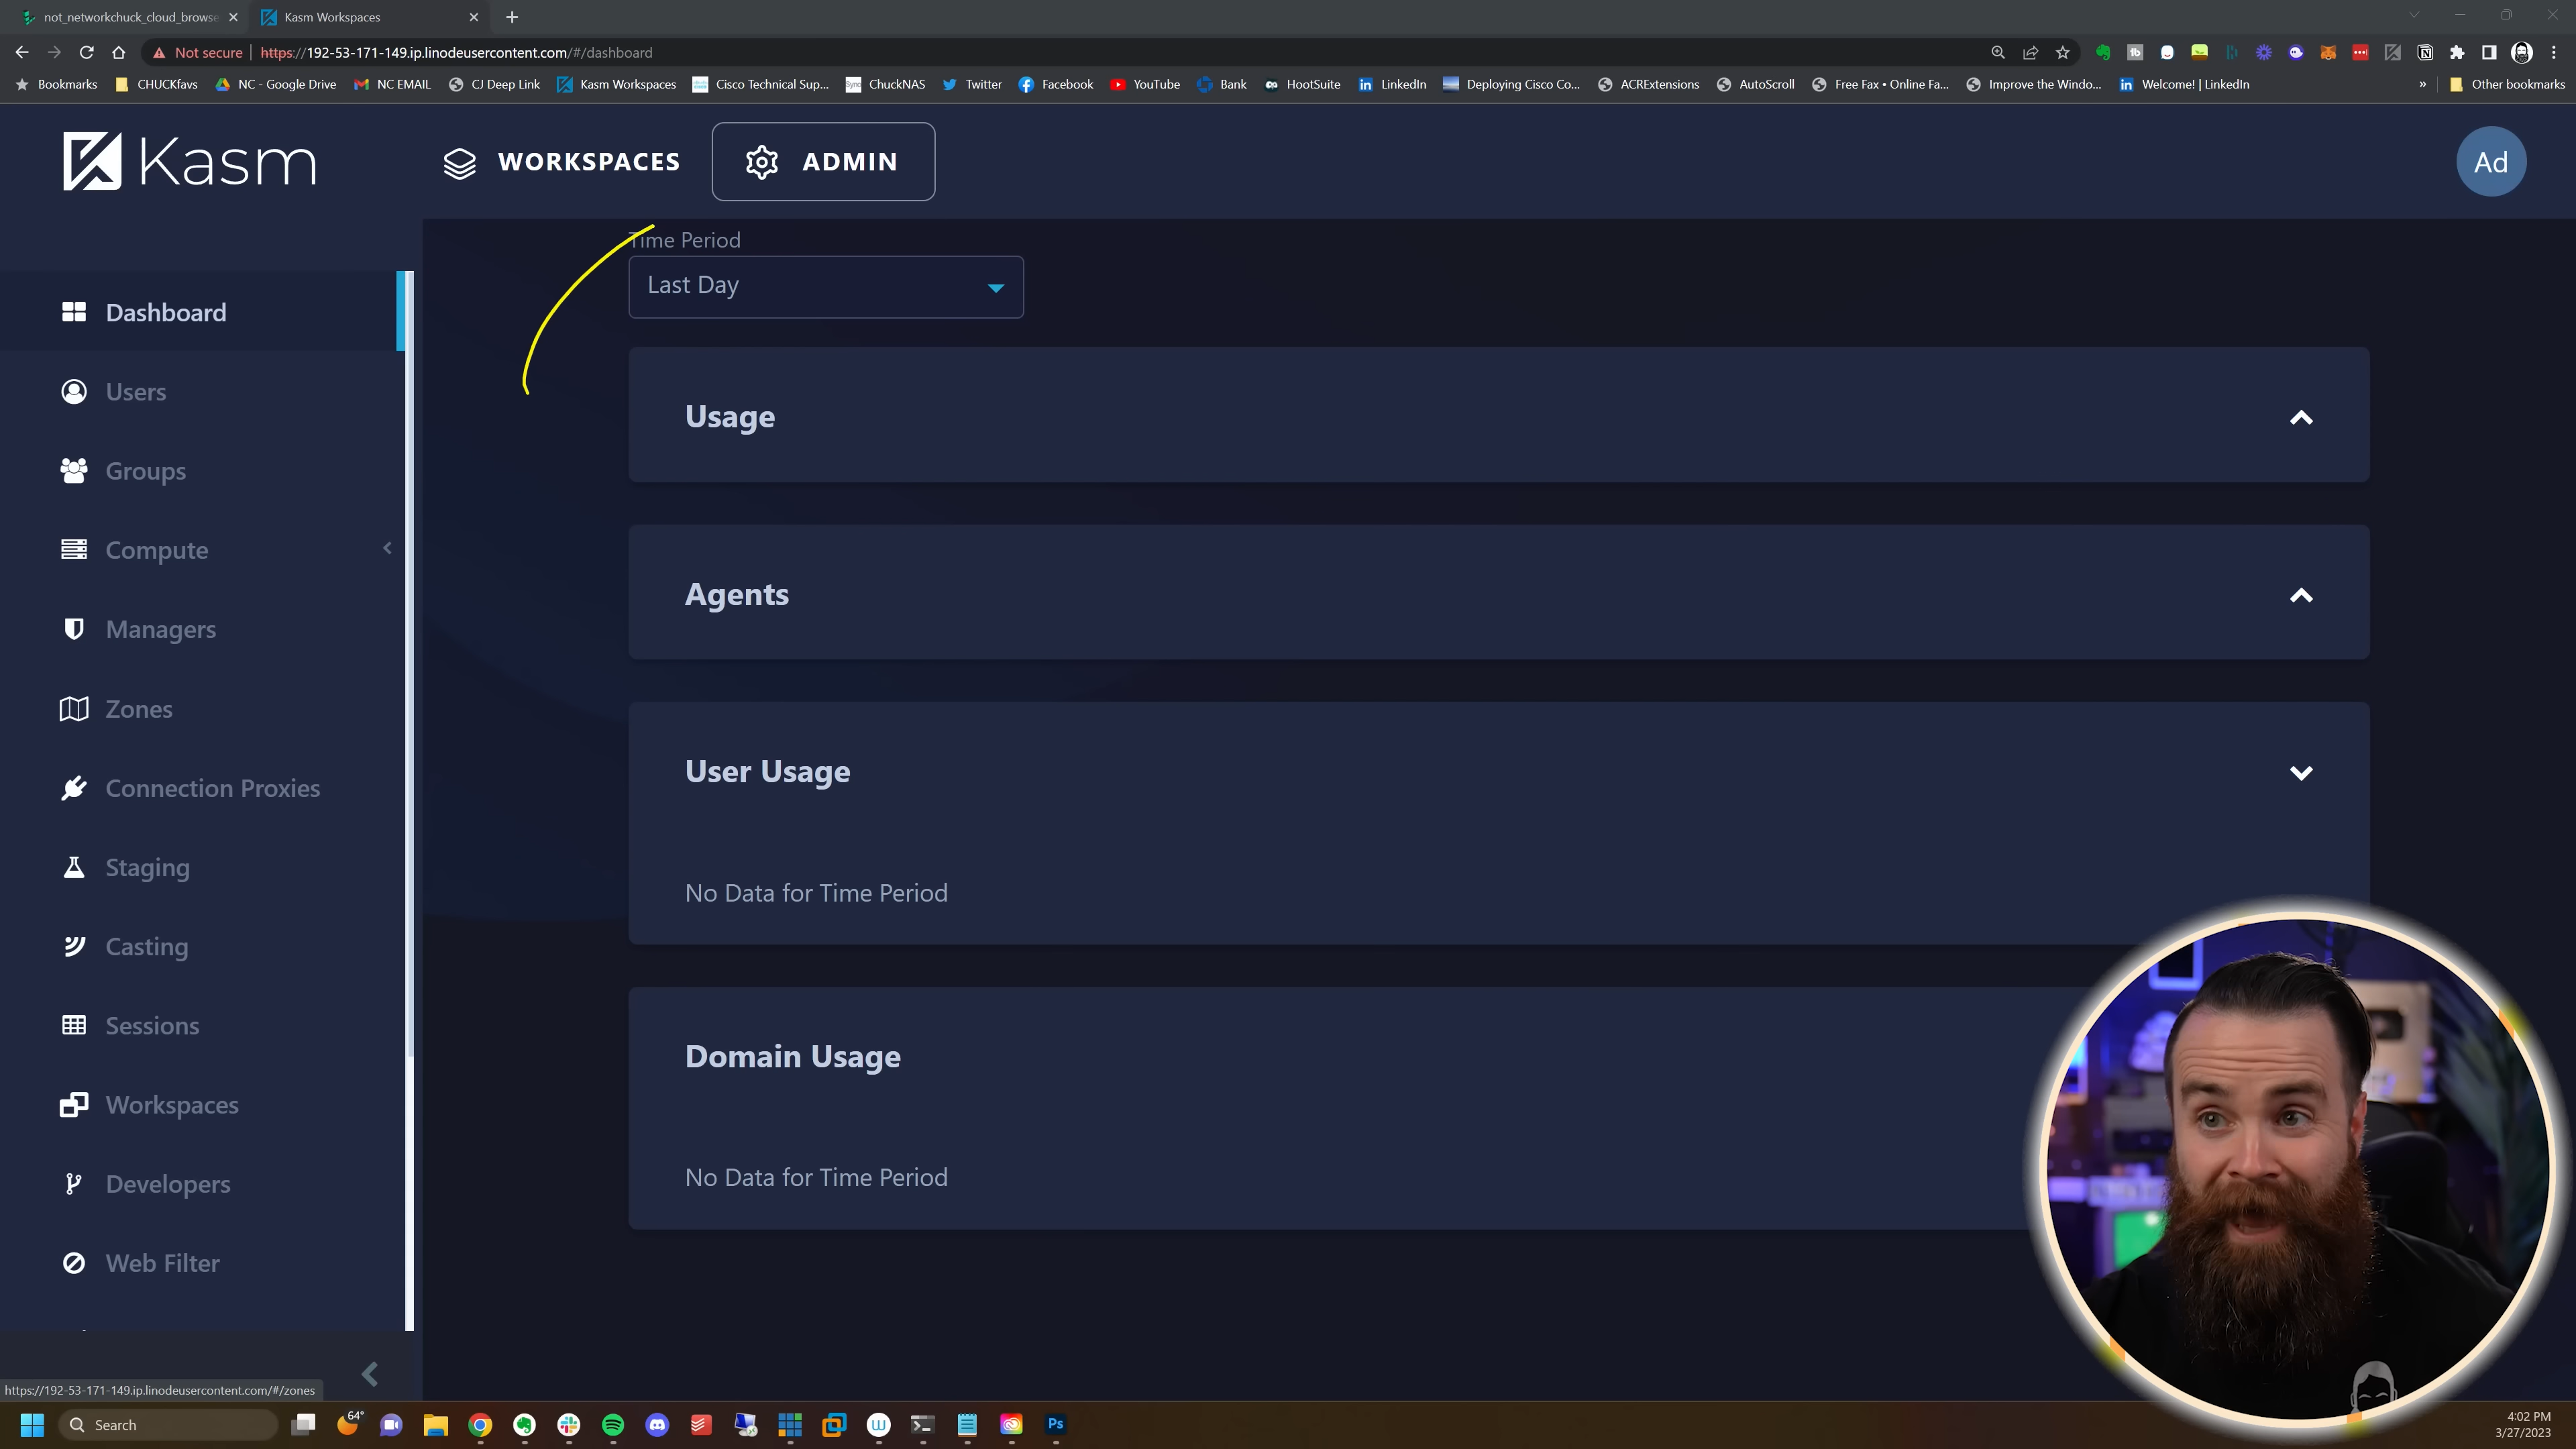 not_networkchuck_cloud_browse
Kasm Workspaces
Not secure
https://192-53-171-149.ip.linodeusercontent.com/#/dashboard
Bookmarks
CHUCKfavs
NC - Google Drive
NC EMAIL
CJ Deep Link
Kasm Workspaces
Cisco Technical Sup...
ChuckNAS
Twitter
Facebook
YouTube
Bank
HootSuite
LinkedIn
Deploying Cisco Co...
ACRExtensions
AutoScroll
Free Fax • Online Fa...
Improve the Windo...
Welcome! | LinkedIn
»
Other bookmarks
Kasm
WORKSPACES
ADMIN
Ad
Time Period
Last Day
Dashboard
Users
Groups
Compute
Managers
Zones
Connection Proxies
Staging
Casting
Sessions
Workspaces
Developers
Web Filter
Usage
Agents
User Usage
No Data for Time Period
Domain Usage
No Data for Time Period
https://192-53-171-149.ip.linodeusercontent.com/#/zones
Search
64°
Ps
4:02 PM
3/27/2023